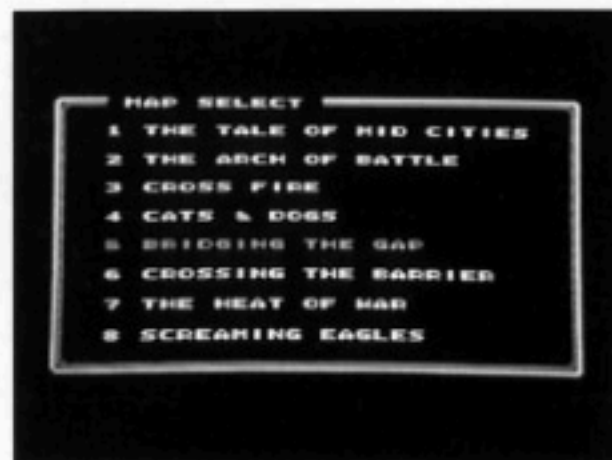 MAP SELECT
1 THE TALE OF MID CITIES
2 THE ARCH OF BATTLE
3 CROSS FIRE
4 CATS & DOGS
5 BRIDGING THE GAP
6 CROSSING THE BARRIER
7 THE HEAT OF WAR
8 SCREAMING EAGLES